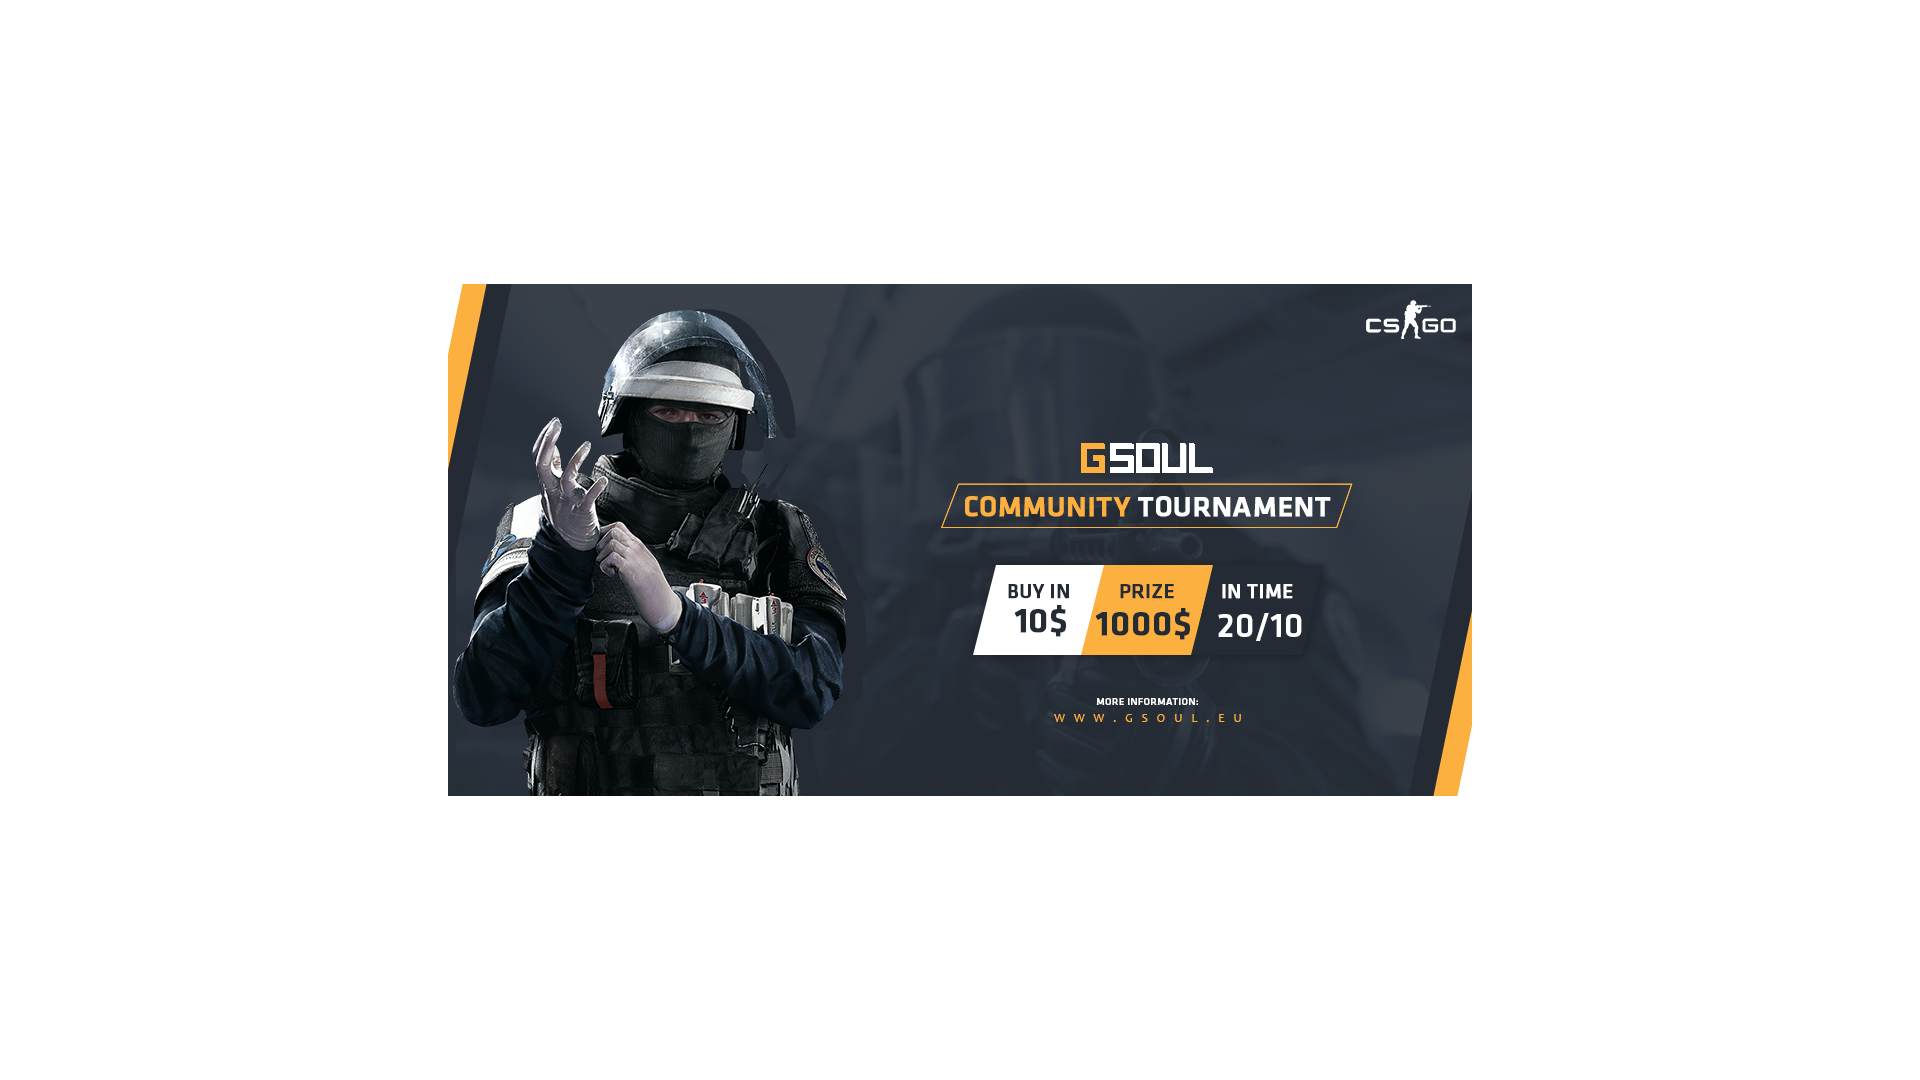 CS GO
GSOUL
COMMUNITY TOURNAMENT
BUY IN
10$
PRIZE
1000$
IN TIME
20/10
MORE INFORMATION:
WWW.GSOUL.EU